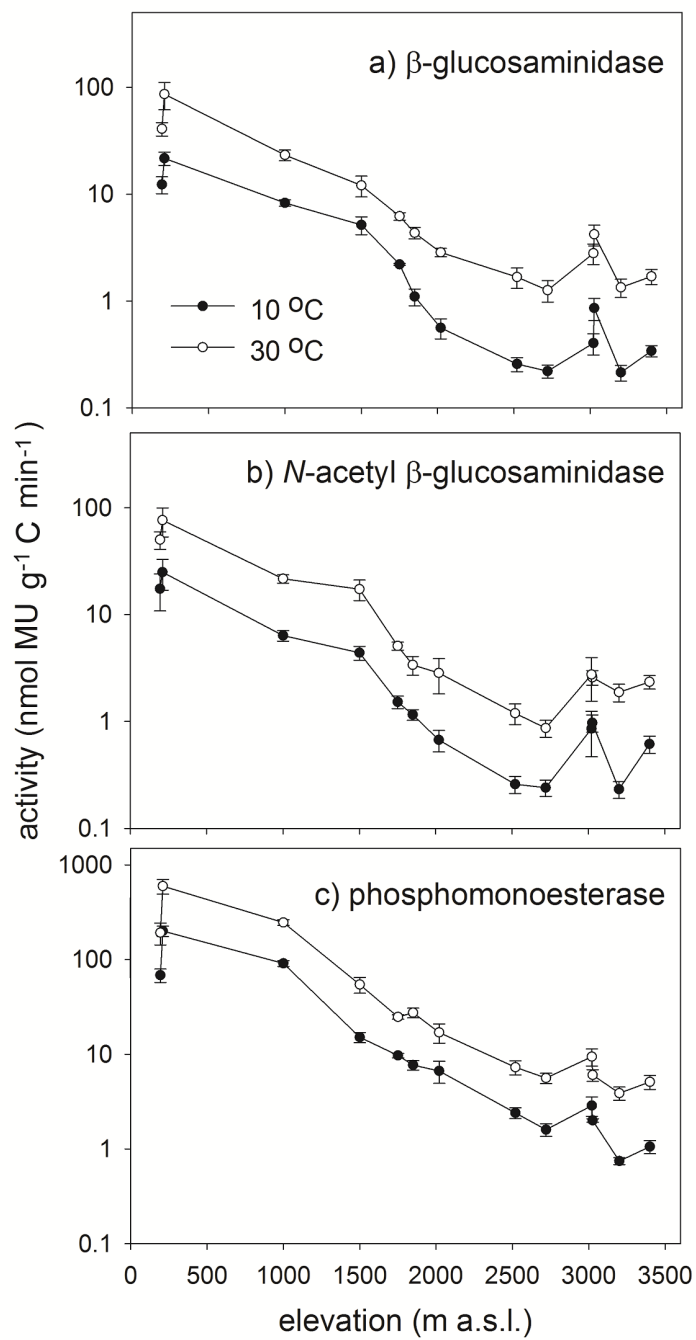 a) β-glucosaminidase
100
10
1
0.1
10 ºC
30 ºC
b) N-acetyl β-glucosaminidase
100
10
1
0.1
activity (nmol MU g⁻¹ C min⁻¹)
c) phosphomonoesterase
1000
100
10
1
0.1
0 500 1000 1500 2000 2500 3000 3500
elevation (m a.s.l.)